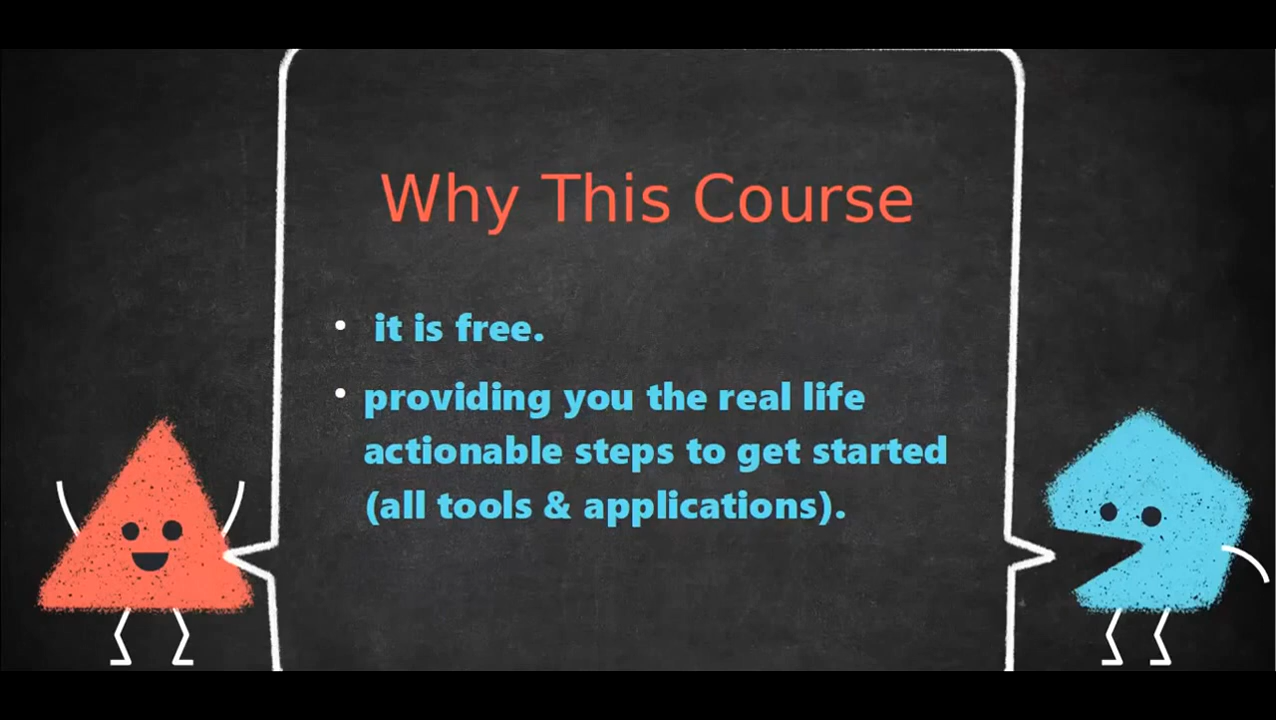 Why This Course
• it is free.
• providing you the real life
actionable steps to get started
(all tools & applications).